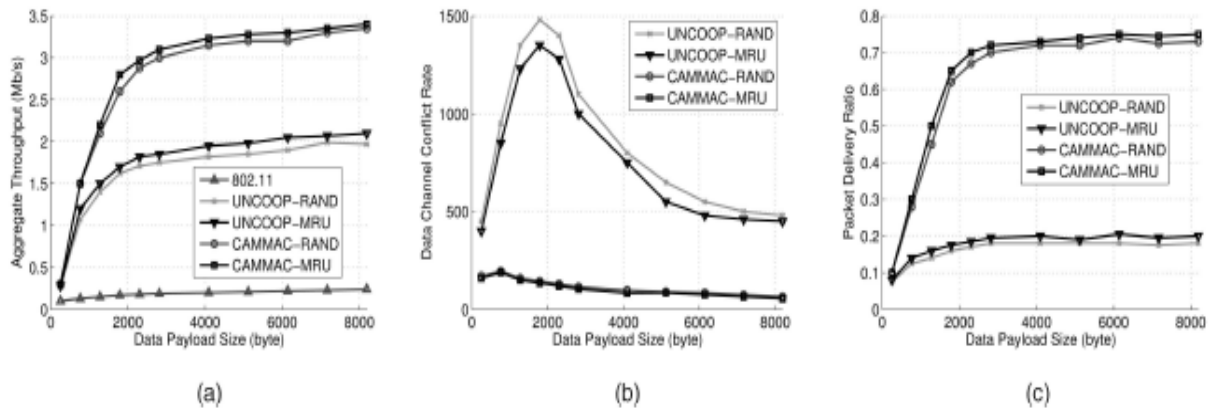 Aggregate Throughput (Mb/s)
3.5
3
2.5
2
1.5
1
0.5
0
0 2000 4000 6000 8000
Data Payload Size (byte)
802.11
UNCOOP-RAND
UNCOOP-MRU
CAMMAC-RAND
CAMMAC-MRU
(a)
Data Channel Conflict Rate
1500
1000
500
0
0 2000 4000 6000 8000
Data Payload Size (byte)
UNCOOP-RAND
UNCOOP-MRU
CAMMAC-RAND
CAMMAC-MRU
(b)
Packet Delivery Ratio
0.8
0.7
0.6
0.5
0.4
0.3
0.2
0.1
0
0 2000 4000 6000 8000
Data Payload Size (byte)
UNCOOP-RAND
UNCOOP-MRU
CAMMAC-RAND
CAMMAC-MRU
(c)